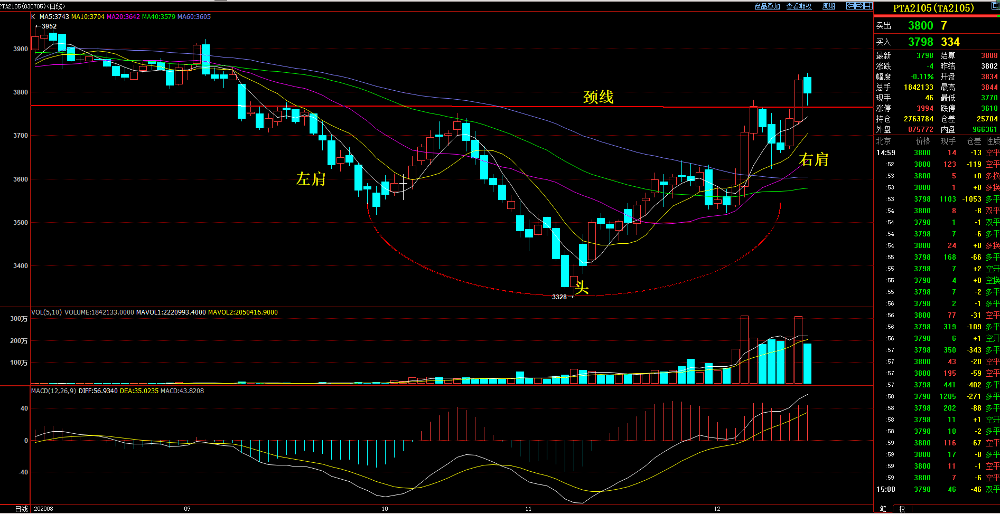 PTA2105(030705)<日线>
商品叠加 查看期权 周期
K MA5:3743 MA10:3704 MA20:3642 MA40:3579 MA60:3605
←3952
3900
3800
3700
3600
3500
3400
颈线
左肩
右肩
头
3328→
VOL(5,10) VOLUME:1842133.0000 MAVOL1:2220993.4000 MAVOL2:2050416.9000
300万
200万
100万
MACD(12,26,9) DIFF:56.9340 DEA:35.0235 MACD:43.8208
40
0
-40
日线 202008 09 10 11 12
PTA2105(TA2105)
卖出 3800 7
买入 3798 334
最新 3798 结算 3808
涨跌 -4 昨结 3802
幅度 -0.11% 开盘 3834
总手 1842133 最高 3844
现手 46 最低 3770
涨停 3994 跌停 3610
持仓 2763784 仓差 25704
外盘 875772 内盘 966361
北京 价格 现手 仓差 性质
14:59 3800 14 -13 空平
:52 3800 123 -119 空平
:53 3800 5 +0 多换
:53 3800 1 +0 多换
:53 3798 1103 -1053 多平
:54 3800 8 -8 双平
:54 3798 1 -1 双平
:54 3798 7 -6 多平
:54 3800 24 +0 多换
:55 3798 168 -66 多平
:55 3798 7 +2 空开
:55 3798 4 +0 空换
:55 3798 7 -2 多平
:56 3798 2 -1 多平
:56 3800 77 -31 空平
:56 3798 319 -109 多平
:56 3798 6 +1 空开
:57 3798 350 -343 多平
:57 3800 43 -20 空平
:57 3800 195 -59 空平
:57 3798 441 -402 多平
:58 3798 1205 -271 多平
:58 3798 202 -88 多平
:58 3798 11 +1 空开
:58 3798 10 -2 多平
:59 3800 116 -67 空平
:59 3800 17 -8 多平
:59 3800 11 -1 空平
:59 3800 7 -6 空平
15:00 3798 46 -46 双平
笔 权